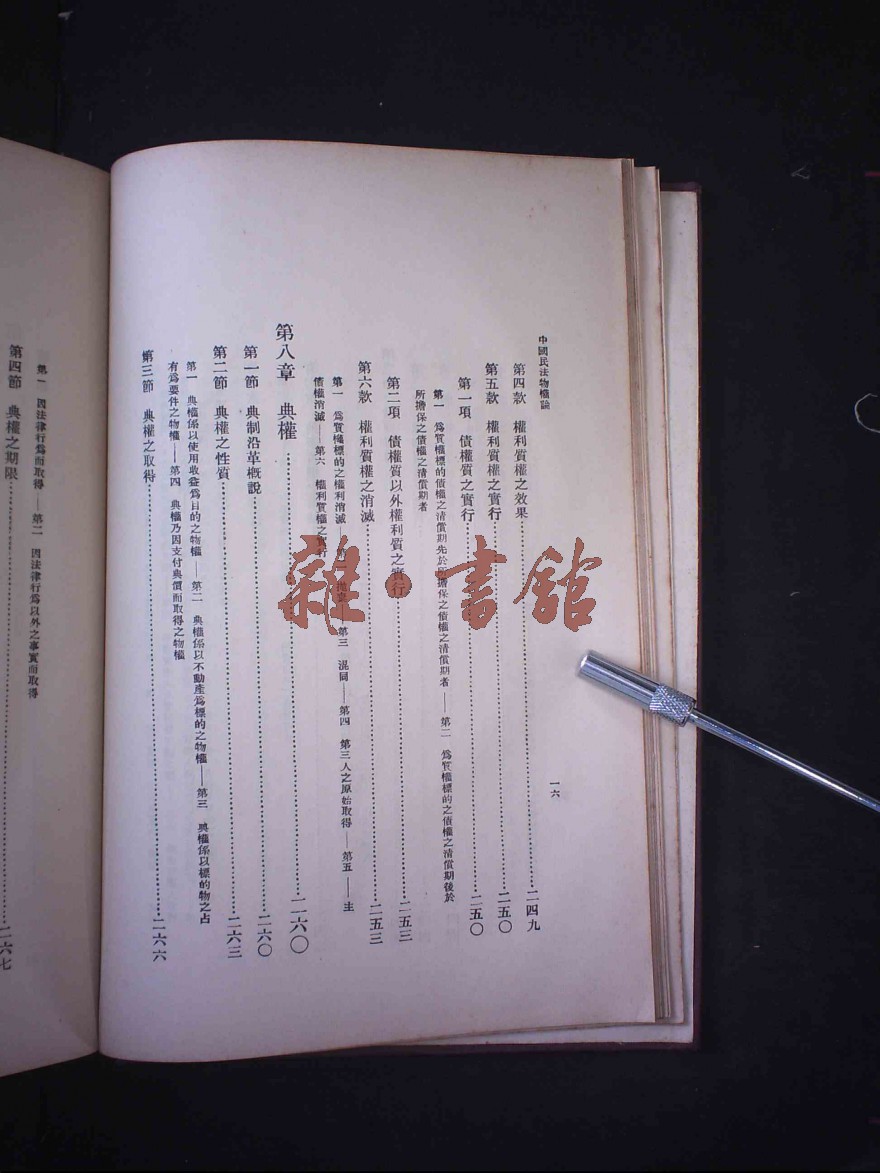 中國民法物權論
一六
第四款　權利質權之效果……二四九
第五款　權利質權之實行……二五〇
第一項　債權質之實行……二五〇
第一　為質權標的債權之清償期先於所擔保之債權之清償期者——第二　為質權標的之債權之清償期後於
所擔保之債權之清償期者
第二項　債權質以外權利質之實行……二五三
第六款　權利質權之消滅……二五三
第一　為質權標的之權利消滅——第二　拋棄——第三　混同——第四　第三人之原始取得——第五——主
債權消滅——第六　權利質權之實行
第八章　典權……二六〇
第一節　典制沿革概說……二六〇
第二節　典權之性質……二六三
第一　典權係以使用收益為目的之物權——第二　典權係以不動產為標的之物權——第三　典權係以標的物之占
有為要件之物權——第四　典權乃因支付典價而取得之物權
第三節　典權之取得……二六六
第一　因法律行為而取得——第二　因法律行為以外之事實而取得
第四節　典權之期限……二六七
雜·書館